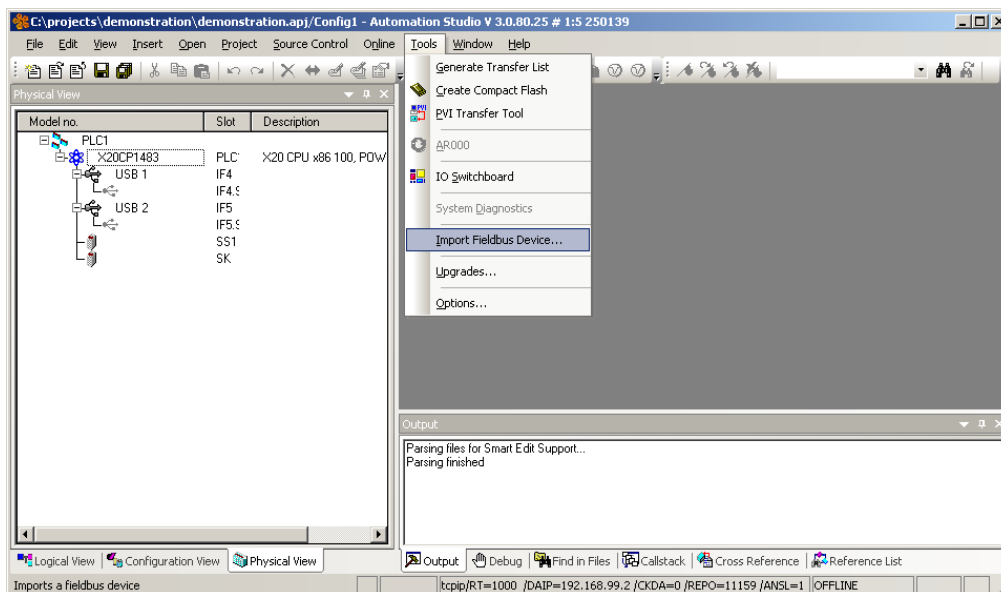 C:\projects\demonstration\demonstration.apj/Config1 - Automation Studio V 3.0.80.25 # 1:5 250139
File Edit View Insert Open Project Source Control Online Tools Window Help
Physical View
Model no. Slot Description
PLC1
X20CP1483 PLC X20 CPU x86 100, POW
USB 1 IF4
IF4.S
USB 2 IF5
IF5.S
SS1
SK
Generate Transfer List
Create Compact Flash
PVI Transfer Tool
AR000
IO Switchboard
System Diagnostics
Import Fieldbus Device...
Upgrades...
Options...
Output
Parsing files for Smart Edit Support...
Parsing finished
Logical View Configuration View Physical View
Output Debug Find in Files Callstack Cross Reference Reference List
Imports a fieldbus device tcpip/RT=1000 /DAIP=192.168.99.2 /CKDA=0 /REPO=11159 /ANSL=1 OFFLINE